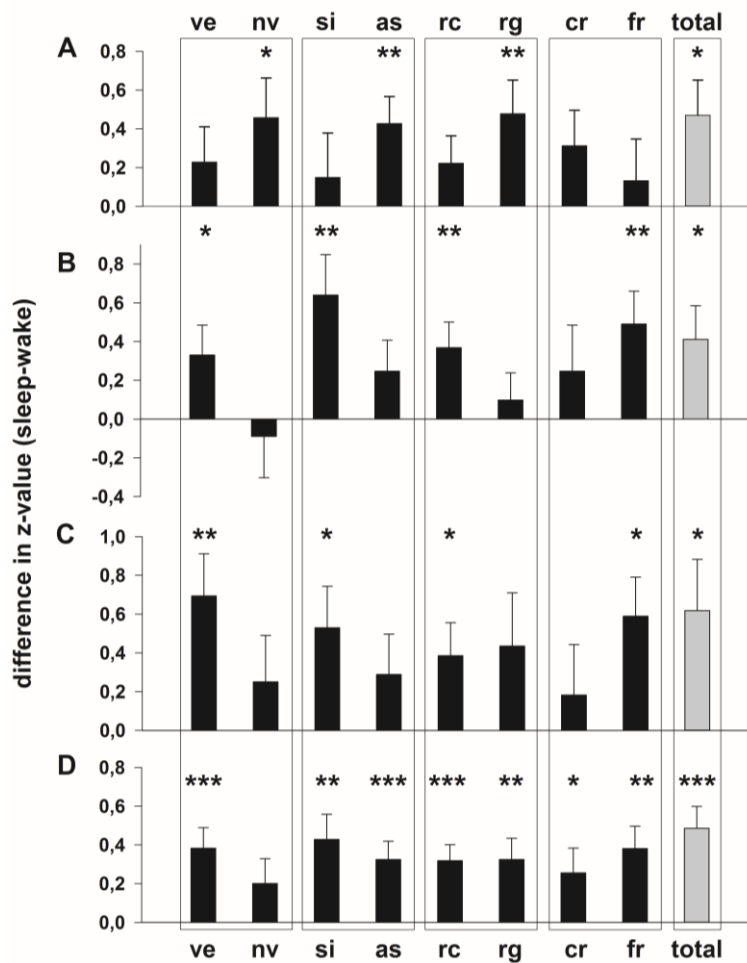 ve nv si as rc rg cr fr total
A
* ** ** *
0,8
0,6
0,4
0,2
0,0
* ** ** ** *
B
0,8
0,6
0,4
0,2
0,0
-0,2
-0,4
difference in z-value (sleep-wake)
C
1,0
** * * * *
0,8
0,6
0,4
0,2
0,0
D
0,8
*** ** *** *** ** * ** ***
0,6
0,4
0,2
0,0
ve nv si as rc rg cr fr total